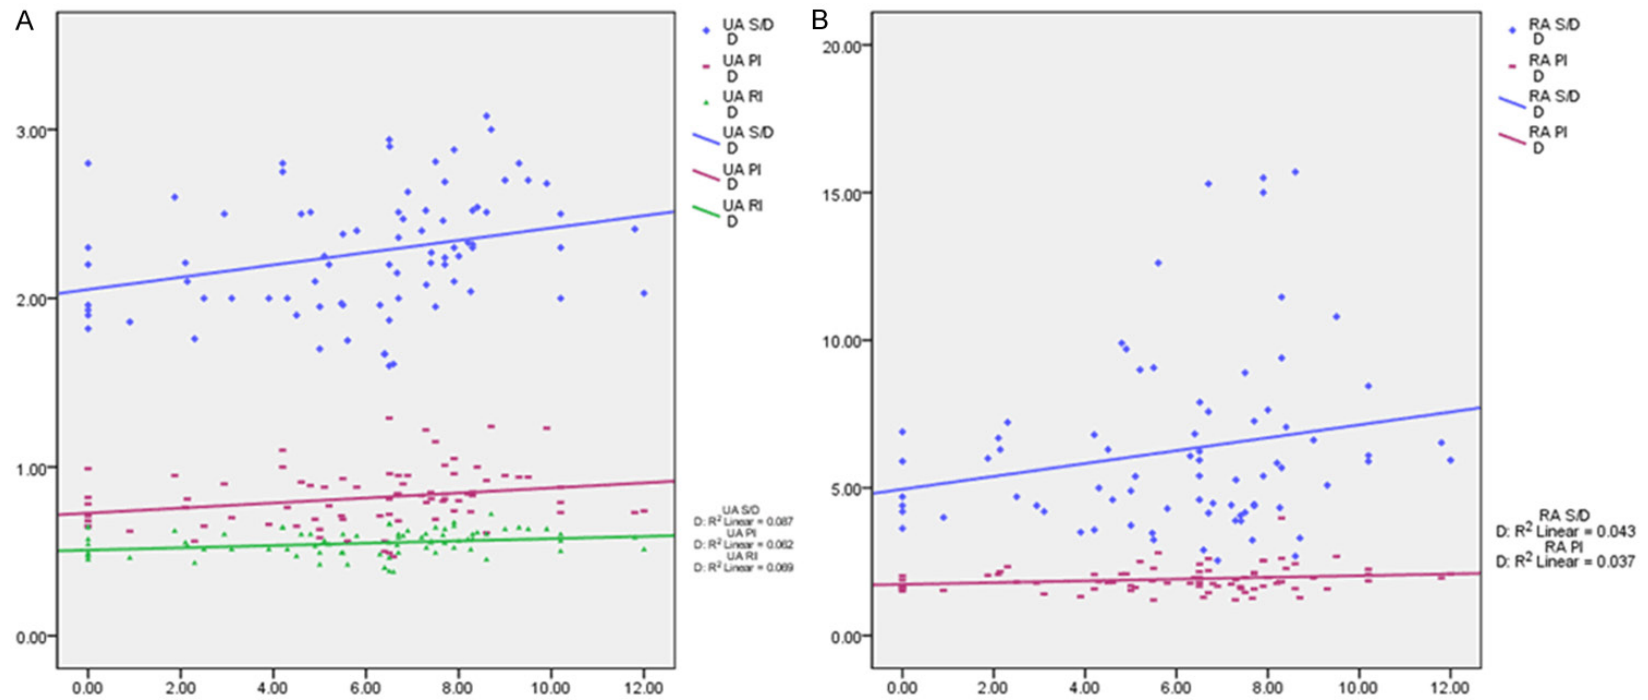 A
UA S/D
D
UA PI
D
UA RI
D
UA S/D
D
UA PI
D
UA RI
D
3.00
2.00
1.00
0.00
UA S/D
D: R² Linear = 0.087
UA PI
D: R² Linear = 0.062
UA RI
D: R² Linear = 0.069
0.00 2.00 4.00 6.00 8.00 10.00 12.00
B
RA S/D
D
RA PI
D
RA S/D
D
RA PI
D
20.00
15.00
10.00
5.00
0.00
RA S/D
D: R² Linear = 0.043
RA PI
D: R² Linear = 0.037
0.00 2.00 4.00 6.00 8.00 10.00 12.00